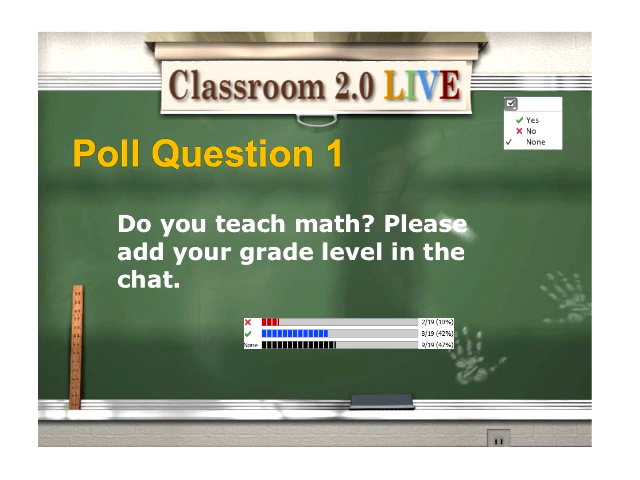 Classroom 2.0 LIVE
Yes
No
None
Poll Question 1
Do you teach math? Please
add your grade level in the
chat.
2/19 (10%)
8/19 (42%)
None 9/19 (47%)